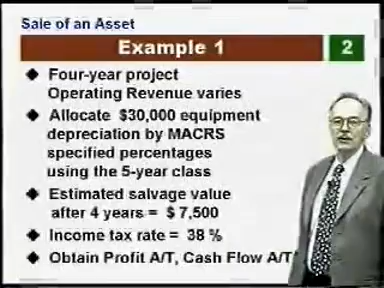 Sale of an Asset
Example 1
2
Four-year project
Operating Revenue varies
Allocate $30,000 equipment
depreciation by MACRS
specified percentages
using the 5-year class
Estimated salvage value
after 4 years = $ 7,500
Income tax rate = 38 %
Obtain Profit A/T, Cash Flow A/T